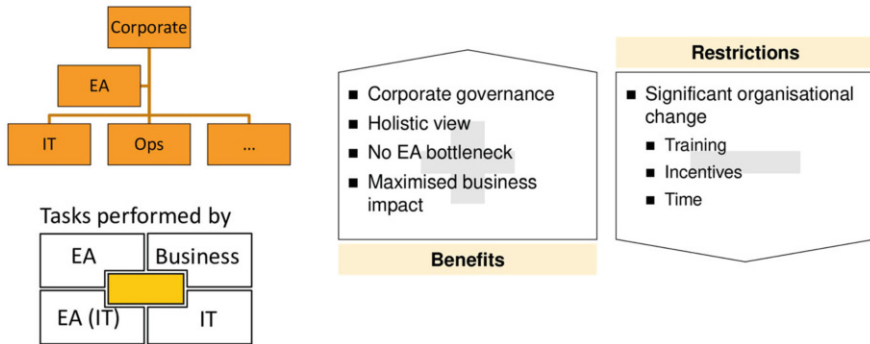 Corporate
EA
IT
Ops
...
Tasks performed by
EA
Business
EA (IT)
IT
■ Corporate governance
■ Holistic view
■ No EA bottleneck
■ Maximised business
impact
Benefits
Restrictions
■ Significant organisational
change
■ Training
■ Incentives
■ Time